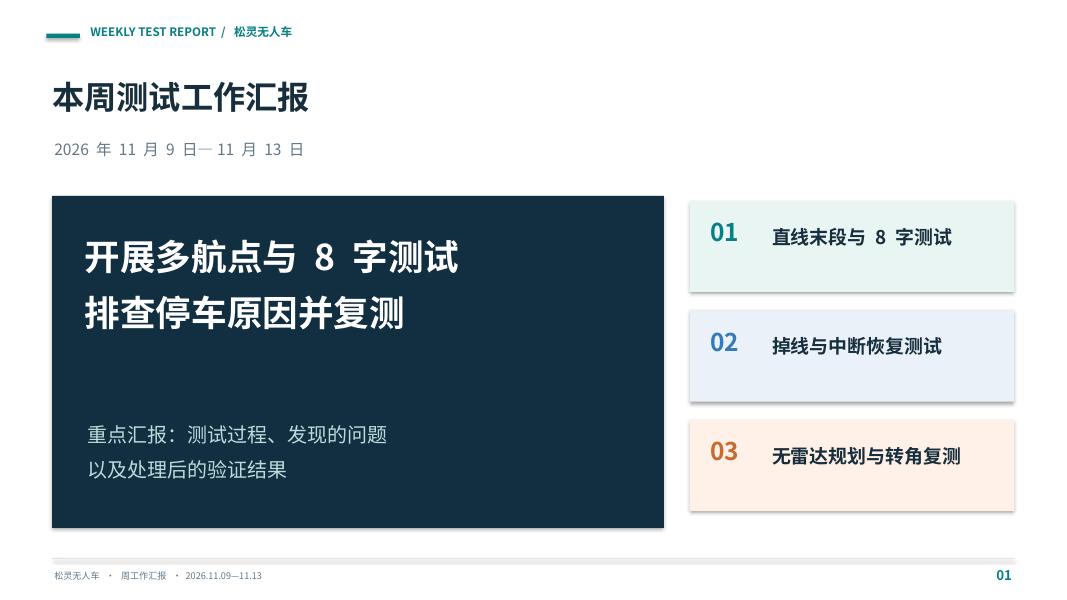 WEEKLY TEST REPORT / 松灵无人车
本周测试工作汇报
2026 年 11 月 9 日— 11 月 13 日
开展多航点与 8 字测试
排查停车原因并复测
重点汇报：测试过程、发现的问题
以及处理后的验证结果
01 直线末段与 8 字测试
02 掉线与中断恢复测试
03 无雷达规划与转角复测
松灵无人车 · 周工作汇报 · 2026.11.09—11.13
01